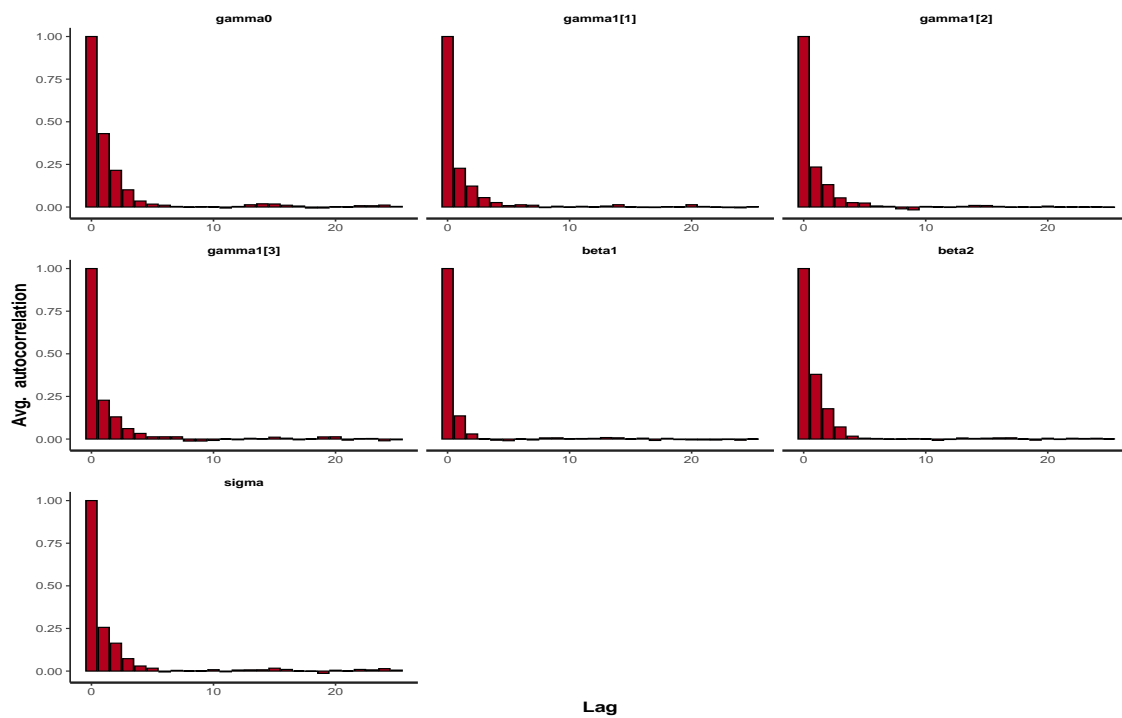 gamma0 gamma1[1] gamma1[2]
1.00
0.75
0.50
0.25
0.00
0 10 20 0 10 20 0 10 20
gamma1[3] beta1 beta2
1.00
0.75
0.50
0.25
0.00
0 10 20 0 10 20 0 10 20
sigma
1.00
0.75
0.50
0.25
0.00
0 10 20
Avg. autocorrelation
Lag